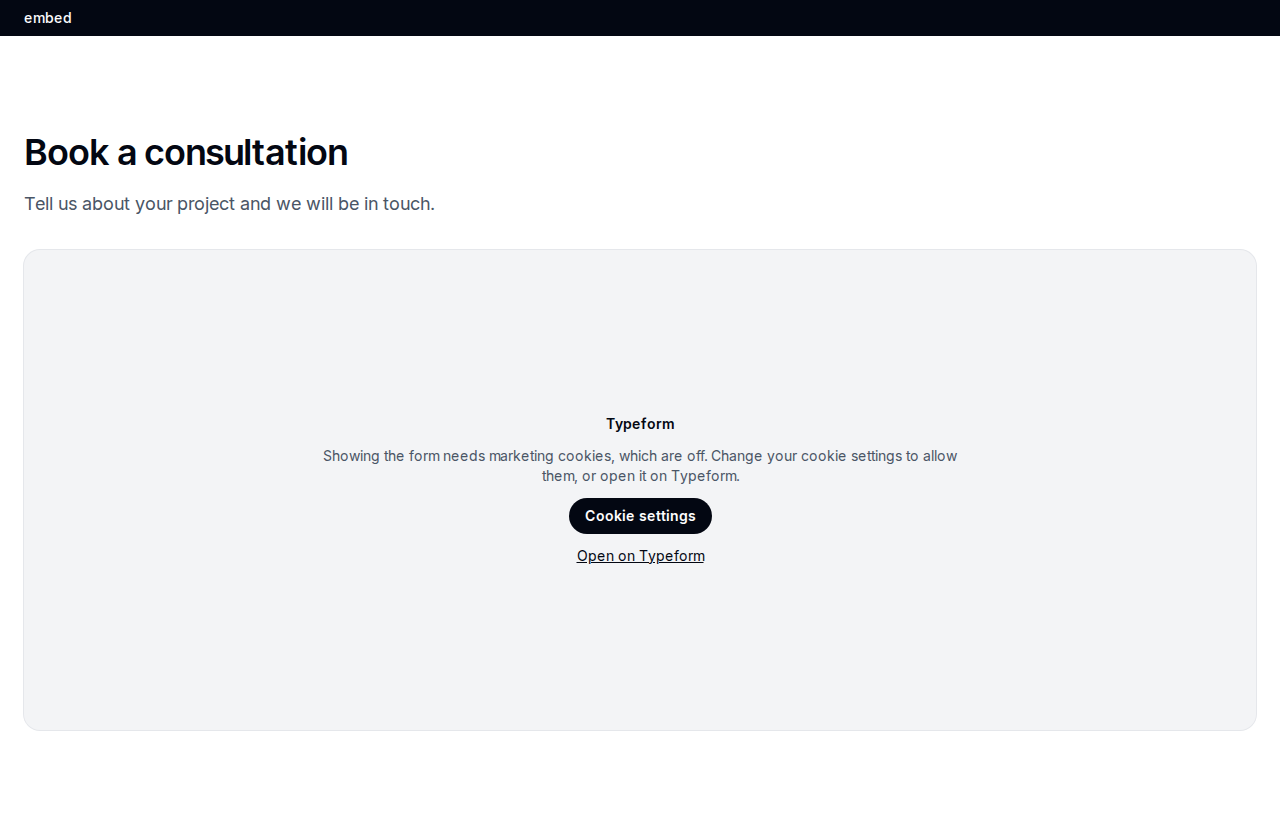 embed
Book a consultation
Tell us about your project and we will be in touch.
Typeform
Showing the form needs marketing cookies, which are off. Change your cookie settings to allow
them, or open it on Typeform.
Cookie settings
Open on Typeform